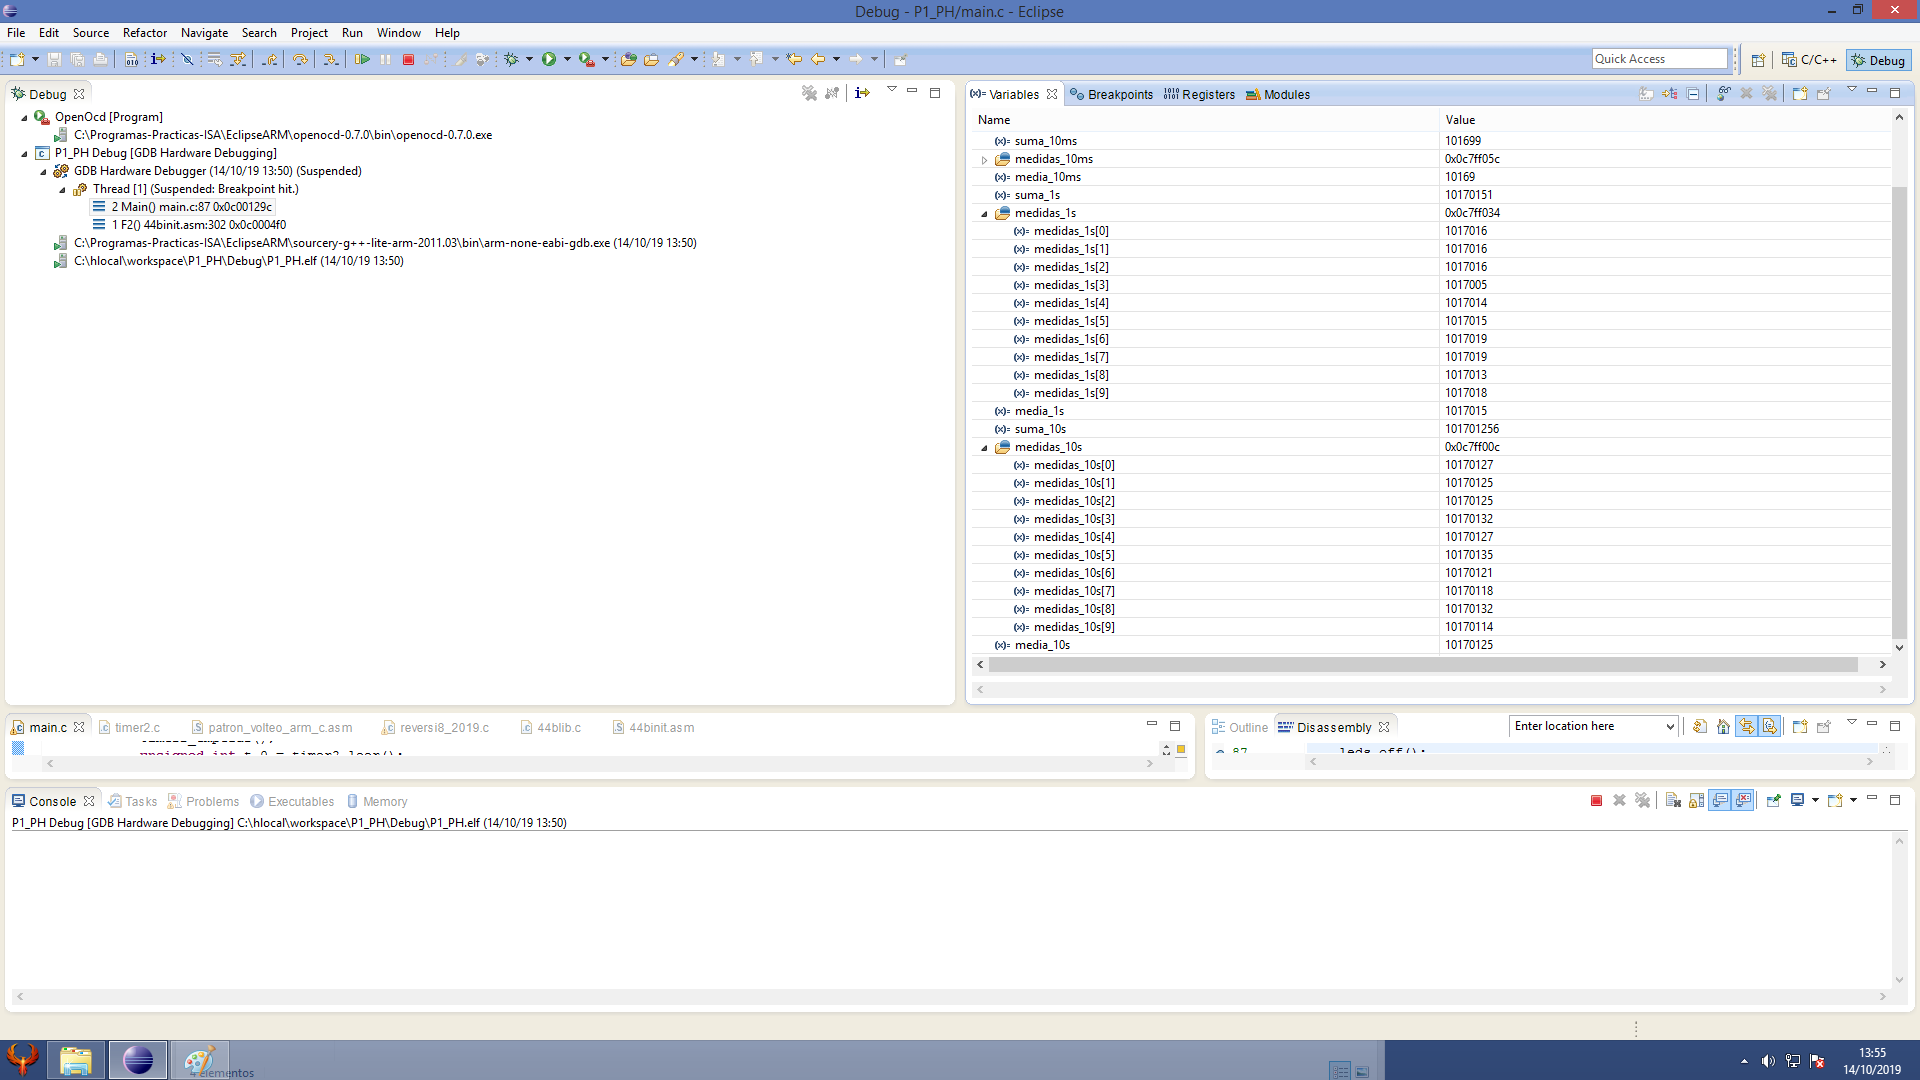 Debug - P1_PH/main.c - Eclipse
File Edit Source Refactor Navigate Search Project Run Window Help
Quick Access
C/C++
Debug
Debug
OpenOcd [Program]
C:\Programas-Practicas-ISA\EclipseARM\openocd-0.7.0\bin\openocd-0.7.0.exe
P1_PH Debug [GDB Hardware Debugging]
GDB Hardware Debugger (14/10/19 13:50) (Suspended)
Thread [1] (Suspended: Breakpoint hit.)
2 Main() main.c:87 0x0c00129c
1 F2() 44binit.asm:302 0x0c0004f0
C:\Programas-Practicas-ISA\EclipseARM\sourcery-g++-lite-arm-2011.03\bin\arm-none-eabi-gdb.exe (14/10/19 13:50)
C:\hlocal\workspace\P1_PH\Debug\P1_PH.elf (14/10/19 13:50)
(x)= Variables Breakpoints Registers Modules
Name Value
(x)= suma_10ms 101699
medidas_10ms 0x0c7ff05c
(x)= media_10ms 10169
(x)= suma_1s 10170151
medidas_1s 0x0c7ff034
(x)= medidas_1s[0] 1017016
(x)= medidas_1s[1] 1017016
(x)= medidas_1s[2] 1017016
(x)= medidas_1s[3] 1017005
(x)= medidas_1s[4] 1017014
(x)= medidas_1s[5] 1017015
(x)= medidas_1s[6] 1017019
(x)= medidas_1s[7] 1017019
(x)= medidas_1s[8] 1017013
(x)= medidas_1s[9] 1017018
(x)= media_1s 1017015
(x)= suma_10s 101701256
medidas_10s 0x0c7ff00c
(x)= medidas_10s[0] 10170127
(x)= medidas_10s[1] 10170125
(x)= medidas_10s[2] 10170125
(x)= medidas_10s[3] 10170132
(x)= medidas_10s[4] 10170127
(x)= medidas_10s[5] 10170135
(x)= medidas_10s[6] 10170121
(x)= medidas_10s[7] 10170118
(x)= medidas_10s[8] 10170132
(x)= medidas_10s[9] 10170114
(x)= media_10s 10170125
main.c timer2.c patron_volteo_arm_c.asm reversi8_2019.c 44blib.c 44binit.asm
unsigned int t_0 = timer2_leer();
Outline Disassembly Enter location here
87 leds_off();
Console Tasks Problems Executables Memory
P1_PH Debug [GDB Hardware Debugging] C:\hlocal\workspace\P1_PH\Debug\P1_PH.elf (14/10/19 13:50)
elementos
13:55
14/10/2019